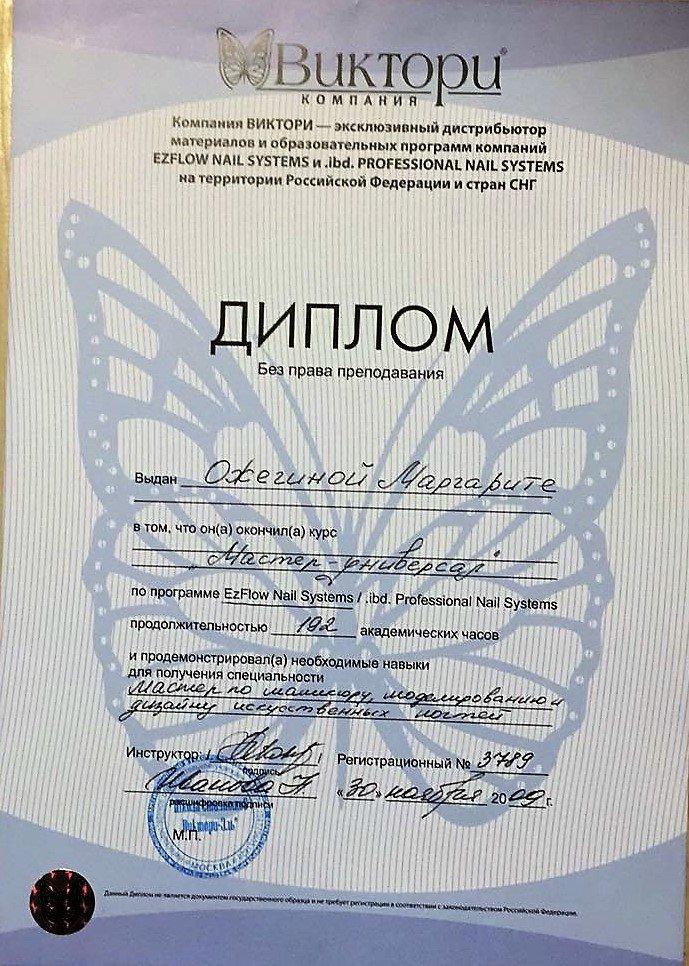 Виктори®
КОМПАНИЯ
Компания ВИКТОРИ — эксклюзивный дистрибьютор
материалов и образовательных программ компаний
EZFLOW NAIL SYSTEMS и .ibd. PROFESSIONAL NAIL SYSTEMS
на территории Российской Федерации и стран СНГ
ДИПЛОМ
Без права преподавания
Выдан Ожегиной Маргарите
в том, что он(а) окончил(а) курс
„Мастер-универсал"
по программе EzFlow Nail Systems / .ibd. Professional Nail Systems
продолжительностью 192 академических часов
и продемонстрировал(а) необходимые навыки
для получения специальности
Мастер по маникюру, моделированию и
дизайну искусственных ногтей
Инструктор: / /
Регистрационный № 3789
подпись
Иванова Н
«30» ноября 2009 г.
расшифровка подписи
Виктори-Эль"
М.П.
МОСКВА
Данный Диплом не является документом государственного образца и не требует регистрации в соответствии с законодательством Российской Федерации.